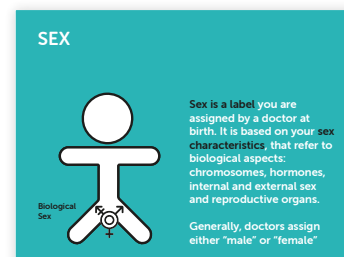 SEX
Sex is a label you are
assigned by a doctor at
birth. It is based on your sex
characteristics, that refer to
biological aspects:
chromosomes, hormones,
internal and external sex
and reproductive organs.
Generally, doctors assign
either “male” or “female”
Biological
Sex